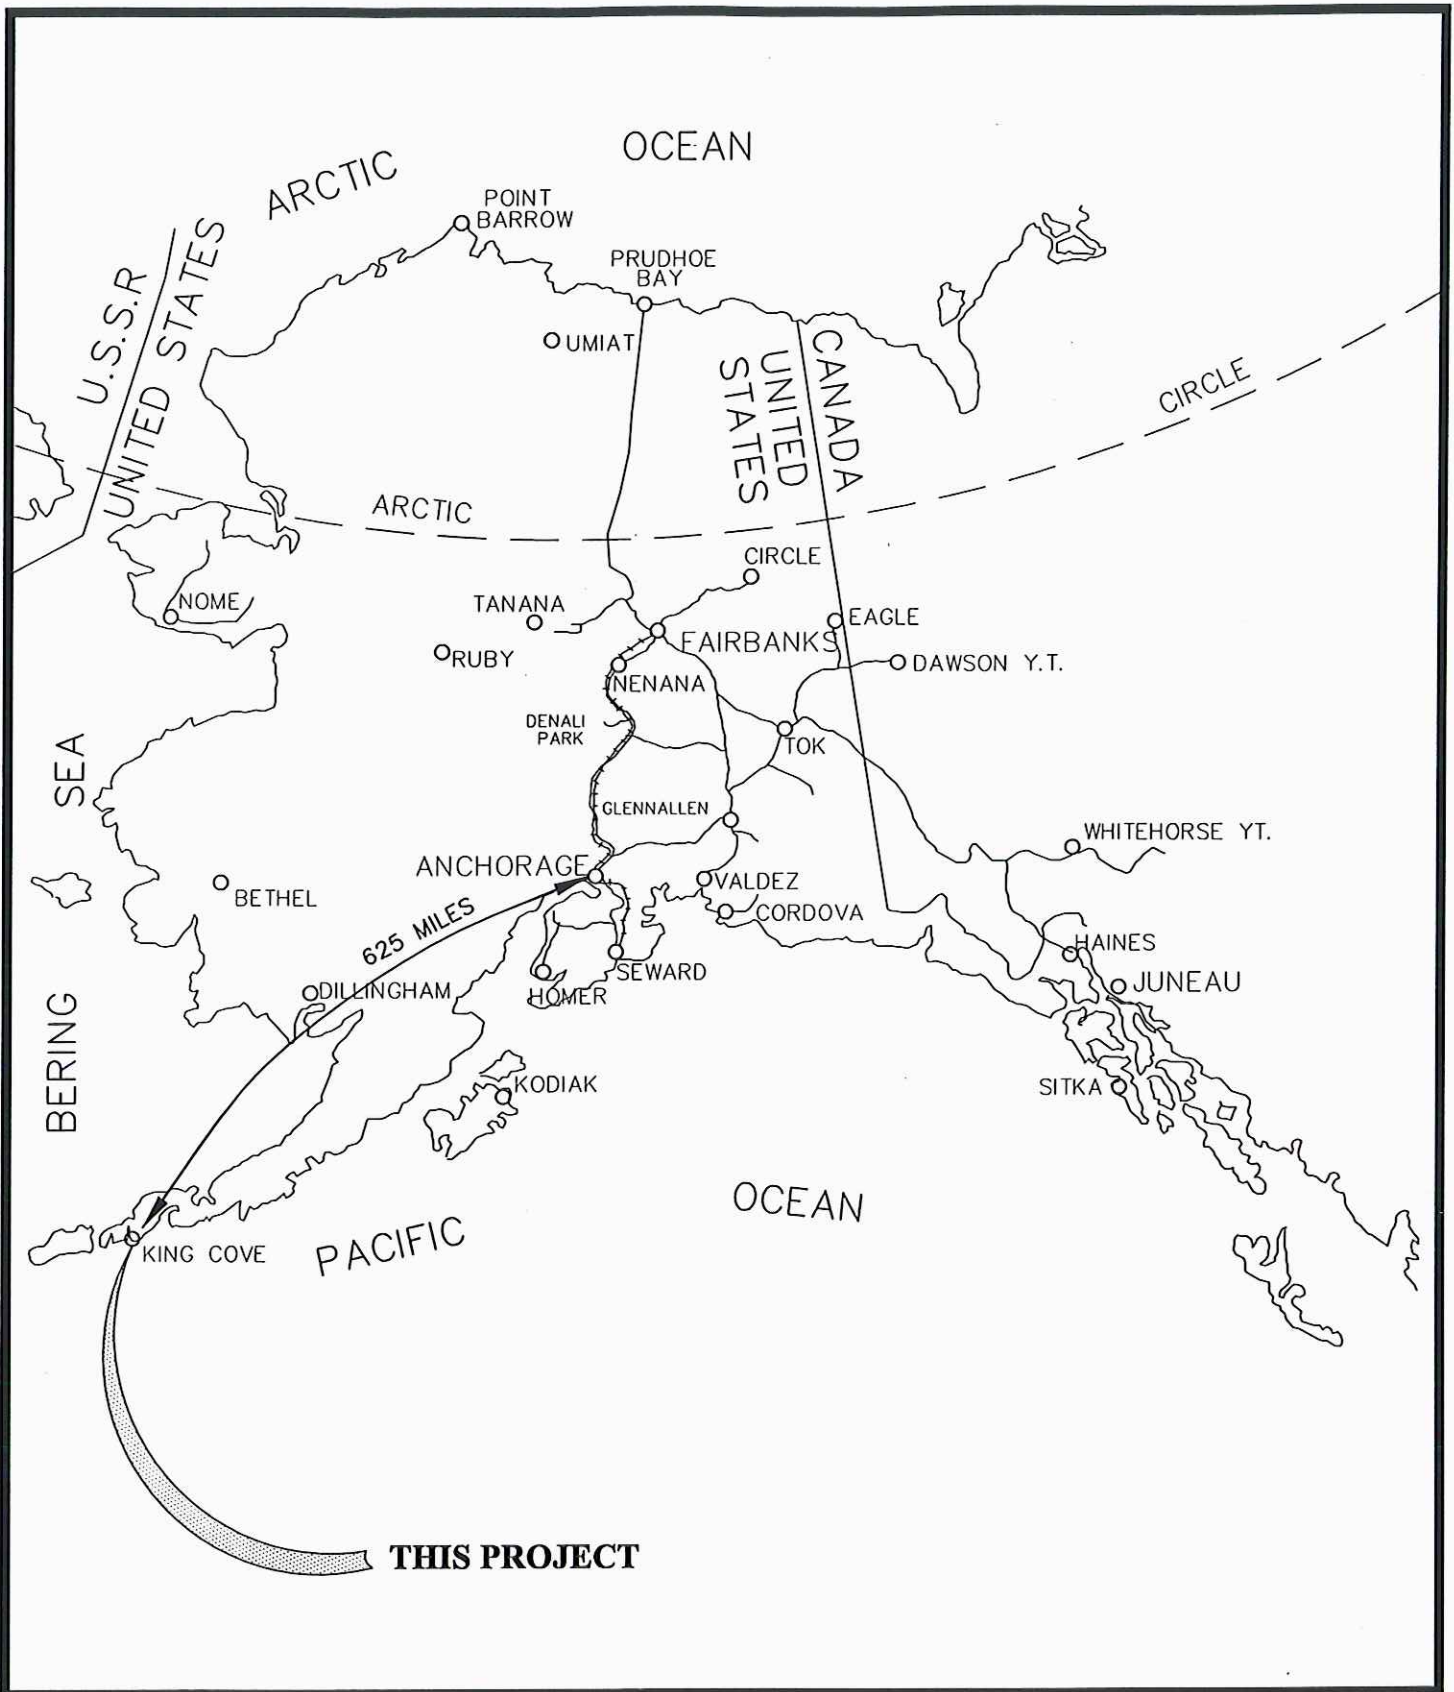 OCEAN
ARCTIC
POINT
BARROW
PRUDHOE
BAY
UMIAT
U.S.S.R
UNITED STATES
CANADA
UNITED
STATES
CIRCLE
ARCTIC
CIRCLE
NOME
TANANA
EAGLE
FAIRBANKS
RUBY
DAWSON Y.T.
NENANA
DENALI
PARK
TOK
SEA
GLENNALLEN
WHITEHORSE YT.
ANCHORAGE
VALDEZ
BETHEL
CORDOVA
625 MILES
HAINES
SEWARD
JUNEAU
DILLINGHAM
HOMER
BERING
KODIAK
SITKA
OCEAN
PACIFIC
KING COVE
THIS PROJECT